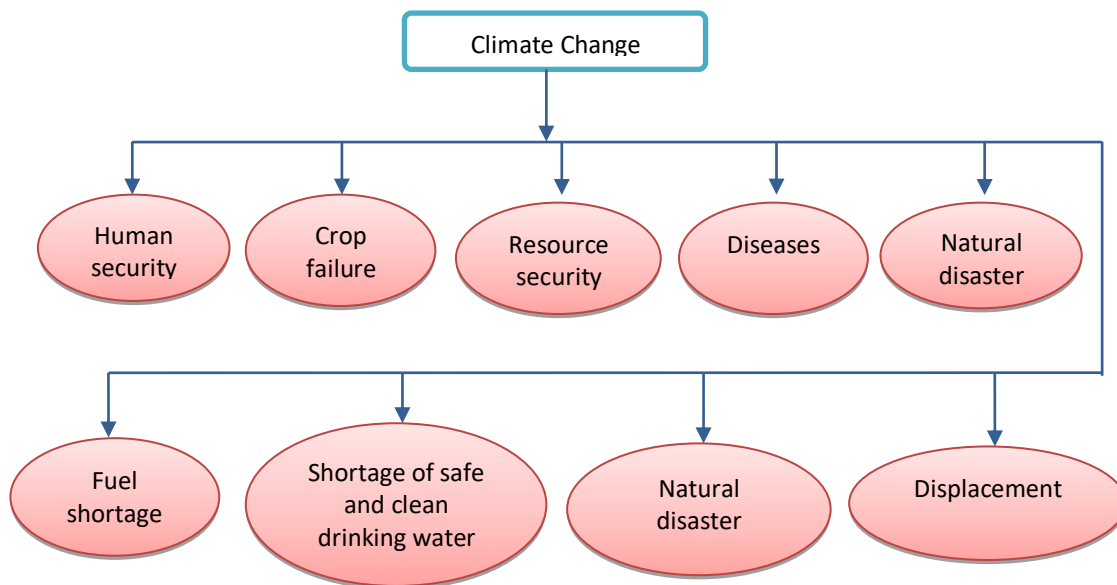 Climate Change
Human
security
Crop
failure
Resource
security
Diseases
Natural
disaster
Fuel
shortage
Shortage of safe
and clean
drinking water
Natural
disaster
Displacement